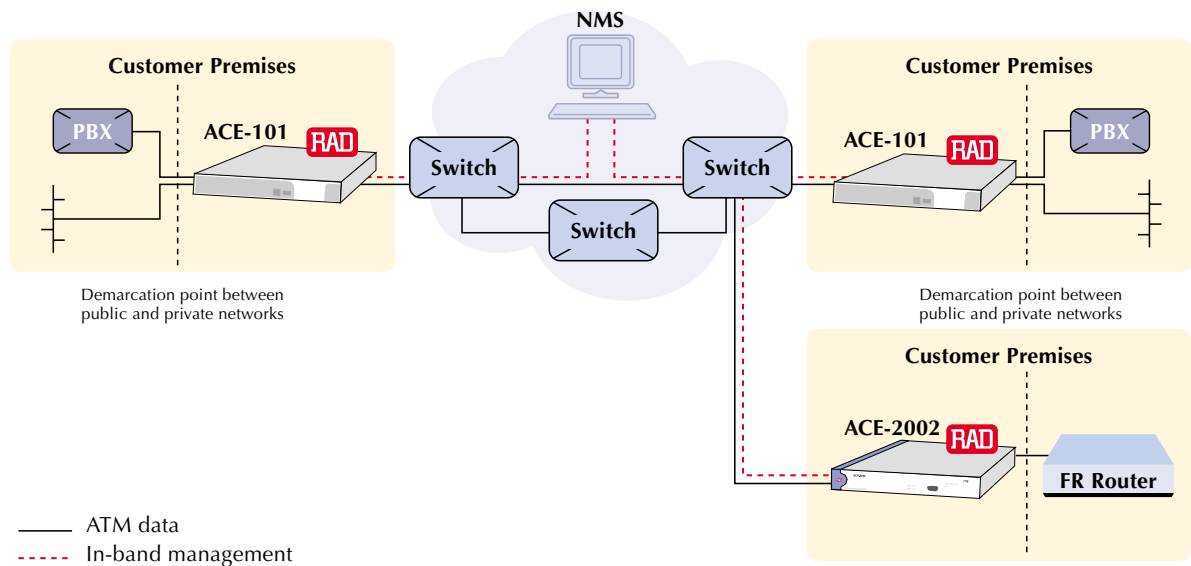 NMS
Customer Premises
PBX
ACE-101
RAD
Switch
Switch
Switch
Demarcation point between
public and private networks
Customer Premises
ACE-101
RAD
PBX
Demarcation point between
public and private networks
Customer Premises
ACE-2002
RAD
FR Router
ATM data
In-band management